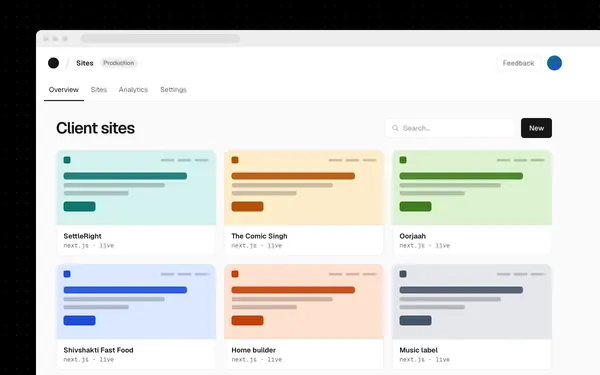 Sites Production Feedback
Overview Sites Analytics Settings
Client sites
Search... New
SettleRight
next.js · live
The Comic Singh
next.js · live
Oorjaah
next.js · live
Shivshakti Fast Food
next.js · live
Home builder
next.js · live
Music label
next.js · live